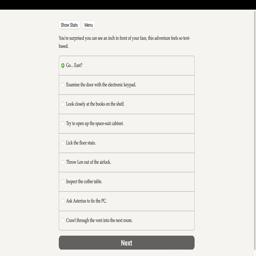 Show Stats Menu
You're surprised you can see an inch in front of your face, this adventure feels so text-
based.
Go... East?
Examine the door with the electronic keypad.
Look closely at the books on the shelf.
Try to open up the space-suit cabinet.
Lick the floor stain.
Throw Len out of the airlock.
Inspect the coffee table.
Ask Asterius to fix the PC.
Crawl through the vent into the next room.
Next